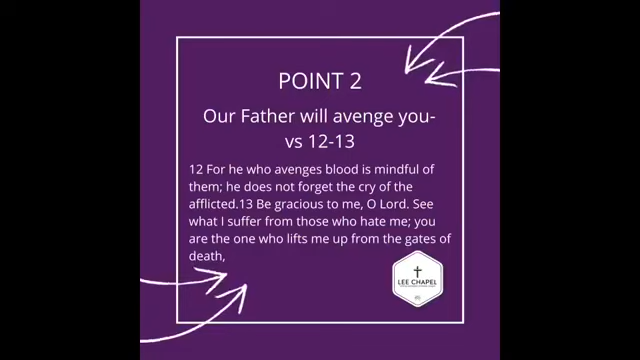 POINT 2
Our Father will avenge you-
vs 12-13
12 For he who avenges blood is mindful of
them; he does not forget the cry of the
afflicted.13 Be gracious to me, O Lord. See
what I suffer from those who hate me; you
are the one who lifts me up from the gates of
death,
LEE CHAPEL